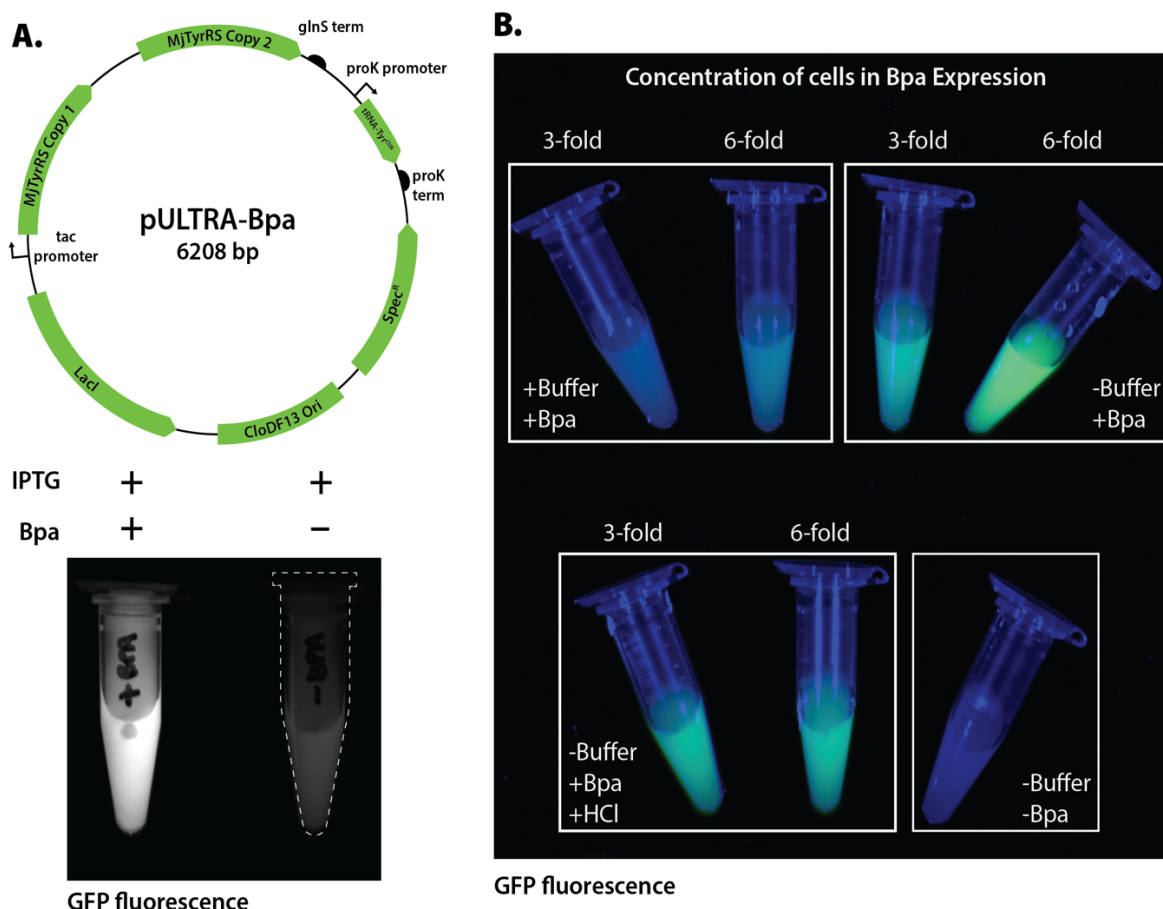 A.
MjTyrRS Copy 2
glnS term
proK promoter
tRNA-Tyr^CUA
proK
term
MjTyrRS Copy 1
pULTRA-Bpa
6208 bp
tac
promoter
Spec^R
LacI
CloDF13 Ori
IPTG + +
Bpa + −
+ BPA
- BPA
GFP fluorescence
B.
Concentration of cells in Bpa Expression
3-fold 6-fold 3-fold 6-fold
+Buffer
+Bpa
-Buffer
+Bpa
3-fold 6-fold
-Buffer
+Bpa
+HCl
-Buffer
-Bpa
GFP fluorescence